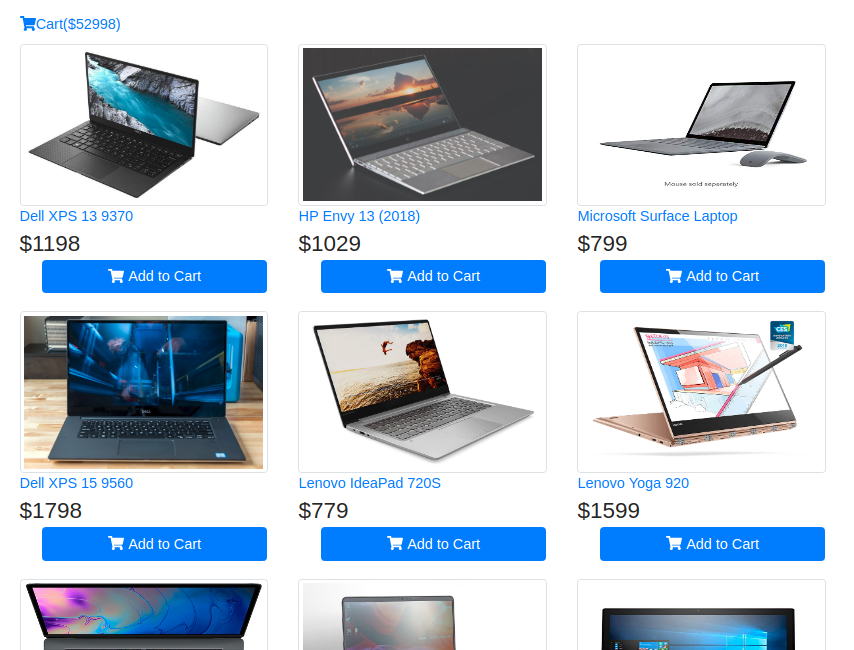 Cart($52998)
Mouse sold separately
Dell XPS 13 9370
HP Envy 13 (2018)
Microsoft Surface Laptop
$1198
$1029
$799
Add to Cart
Add to Cart
Add to Cart
CES
DELL
Dell XPS 15 9560
Lenovo IdeaPad 720S
Lenovo Yoga 920
$1798
$779
$1599
Add to Cart
Add to Cart
Add to Cart